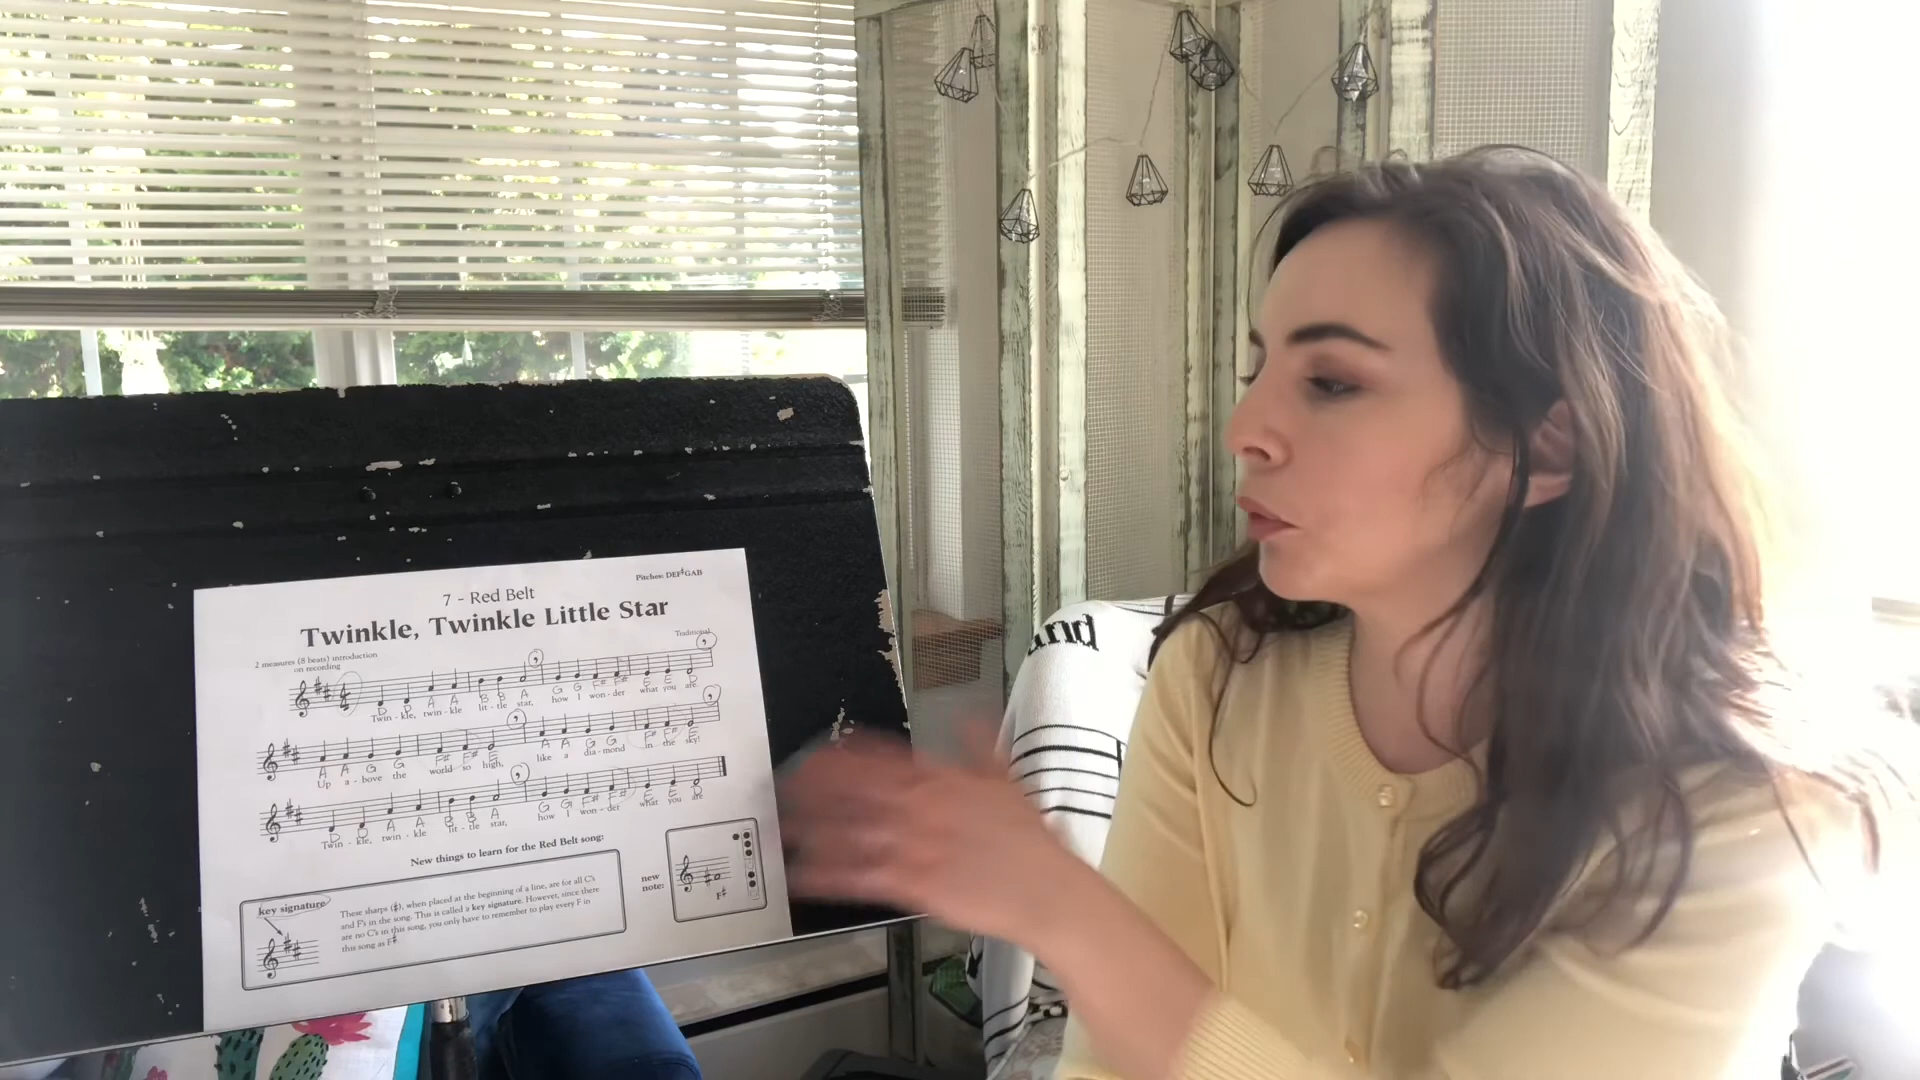 Pitches: DEF♯GAB
7 - Red Belt
Twinkle, Twinkle Little Star
Traditional
2 measures (8 beats) introduction
on recording
D D A A B B A G G F# F# E E D
Twin - kle, twin - kle lit - tle star, how I won - der what you are.
A A G G F# F# E A A G G F# F# E
Up a - bove the world so high, like a dia - mond in the sky!
D D A A B B A G G F# F# E E D
Twin - kle, twin - kle lit - tle star, how I won - der what you are
New things to learn for the Red Belt song:
key signature
These sharps (♯), when placed at the beginning of a line, are for all C's
and F's in the song. This is called a key signature. However, since there
are no C's in this song, you only have to remember to play every F in
this song as F♯
new
note:
F♯